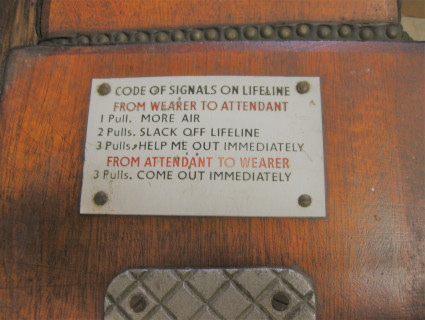 CODE OF SIGNALS ON LIFELINE
FROM WEARER TO ATTENDANT
1 Pull. MORE AIR
2 Pulls. SLACK OFF LIFELINE
3 Pulls. HELP ME OUT IMMEDIATELY
FROM ATTENDANT TO WEARER
3 Pulls. COME OUT IMMEDIATELY